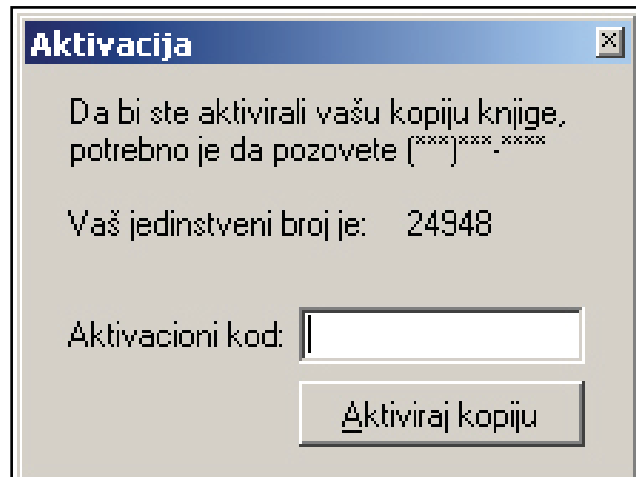 Aktivacija
Da bi ste aktivirali vašu kopiju knjige,
potrebno je da pozovete (***)***-****
Vaš jedinstveni broj je: 24948
Aktivacioni kod:
Aktiviraj kopiju